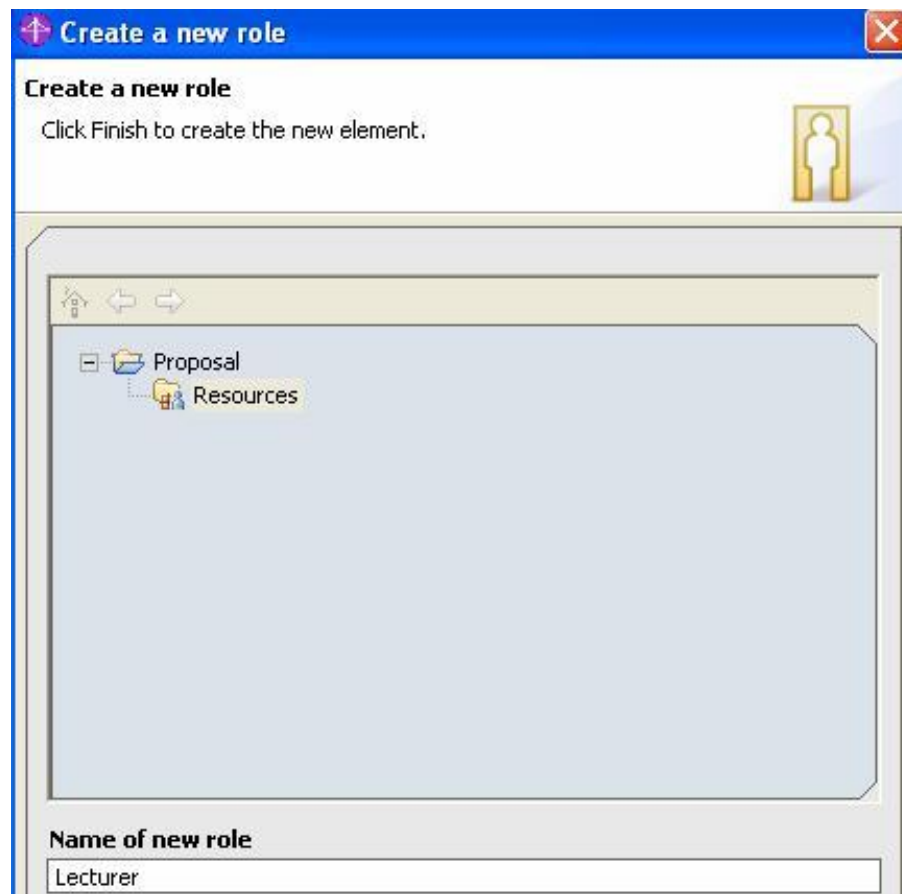 Create a new role
Create a new role
Click Finish to create the new element.
Proposal
Resources
Name of new role
Lecturer